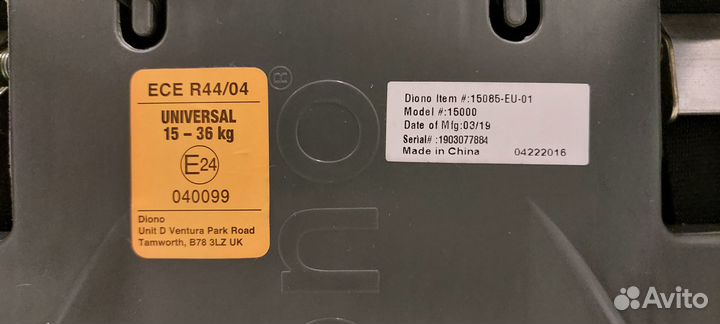 ECE R44/04
UNIVERSAL
15 – 36 kg
E24
040099
Diono
Unit D Ventura Park Road
Tamworth, B78 3LZ UK
Diono Item #:15085-EU-01
Model #:15000
Date of Mfg:03/19
Serial# :1903077884
Made in China 04222016
ono®
Avito